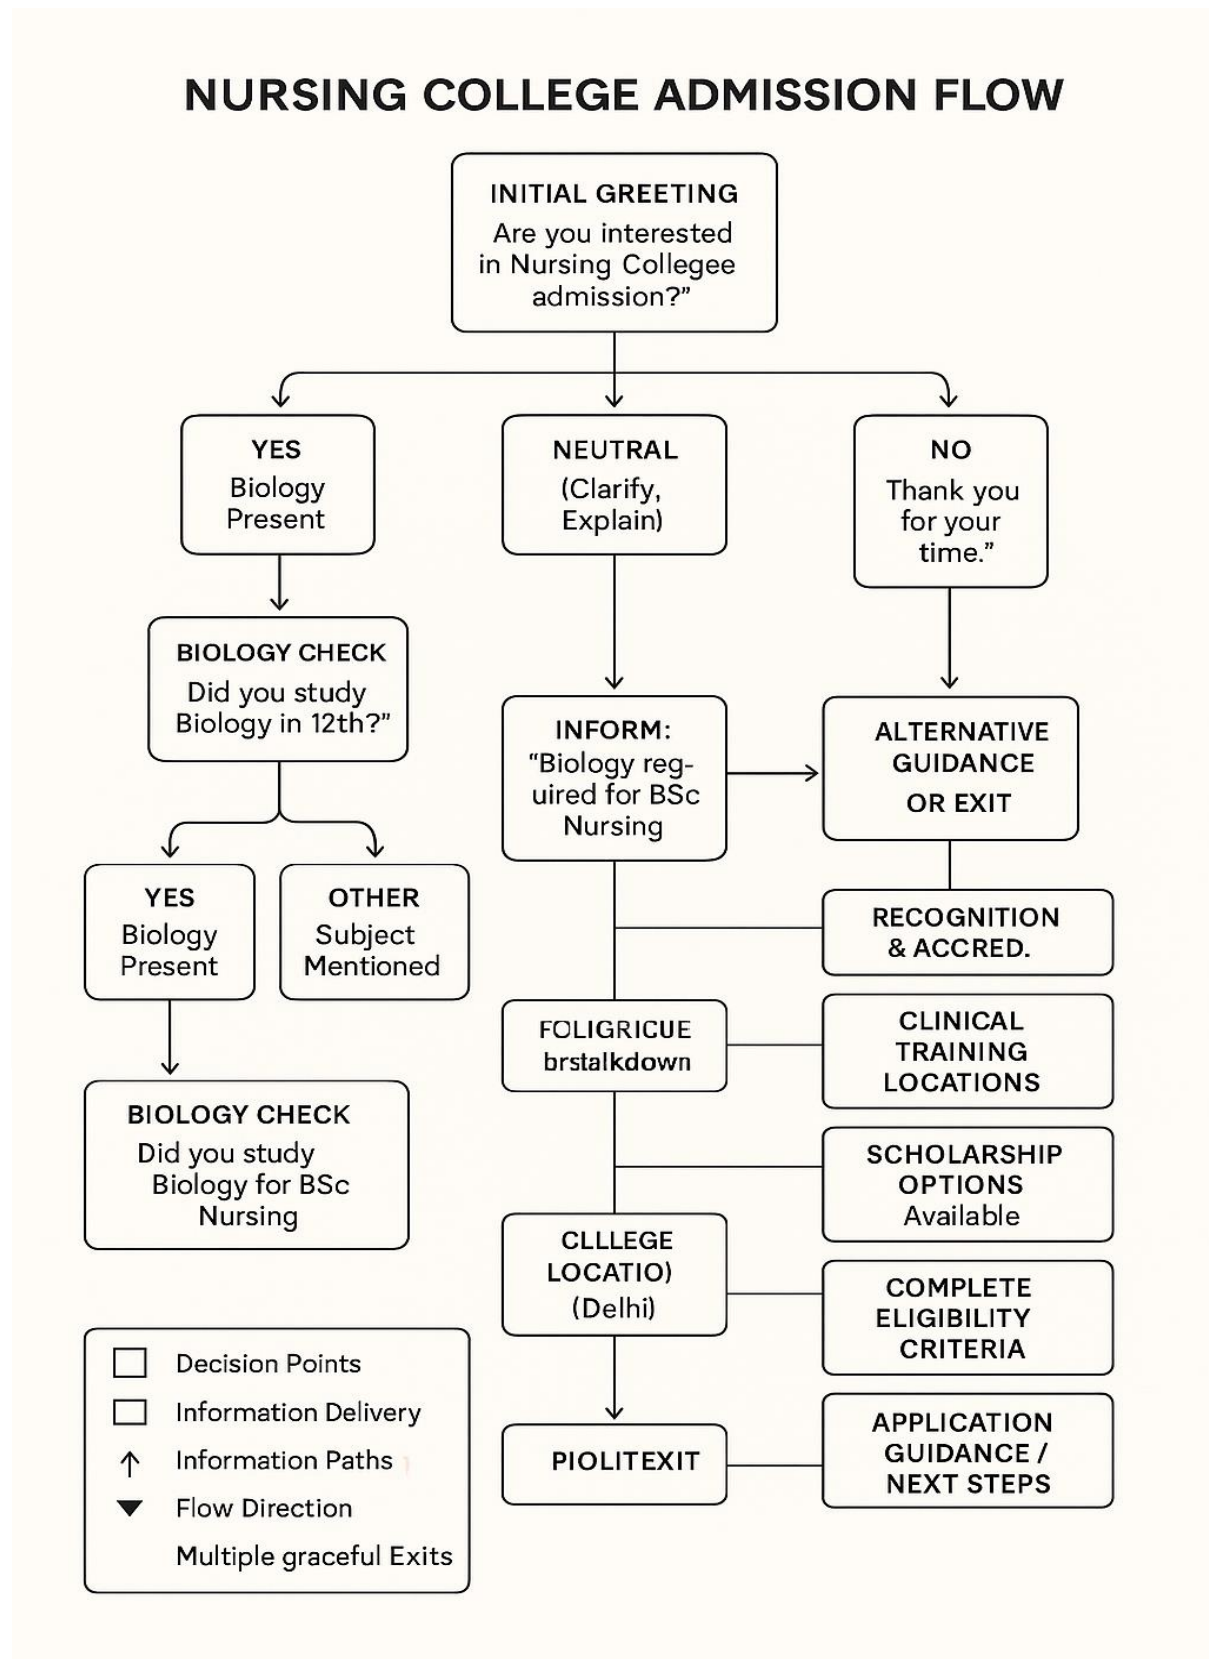 NURSING COLLEGE ADMISSION FLOW
INITIAL GREETING
Are you interested
in Nursing Collegee
admission?”
YES
Biology
Present
NEUTRAL
(Clarify,
Explain)
NO
Thank you
for your
time.”
BIOLOGY CHECK
Did you study
Biology in 12th?”
INFORM:
“Biology reg-
uired for BSc
Nursing
ALTERNATIVE
GUIDANCE
OR EXIT
YES
Biology
Present
OTHER
Subject
Mentioned
RECOGNITION
& ACCRED.
FOLIGRICUE
brstalkdown
CLINICAL
TRAINING
LOCATIONS
BIOLOGY CHECK
Did you study
Biology for BSc
Nursing
SCHOLARSHIP
OPTIONS
Available
CLLLEGE
LOCATIO)
(Delhi)
COMPLETE
ELIGIBILITY
CRITERIA
PIOLITEXIT
APPLICATION
GUIDANCE /
NEXT STEPS
Decision Points
Information Delivery
Information Paths
Flow Direction
Multiple graceful Exits